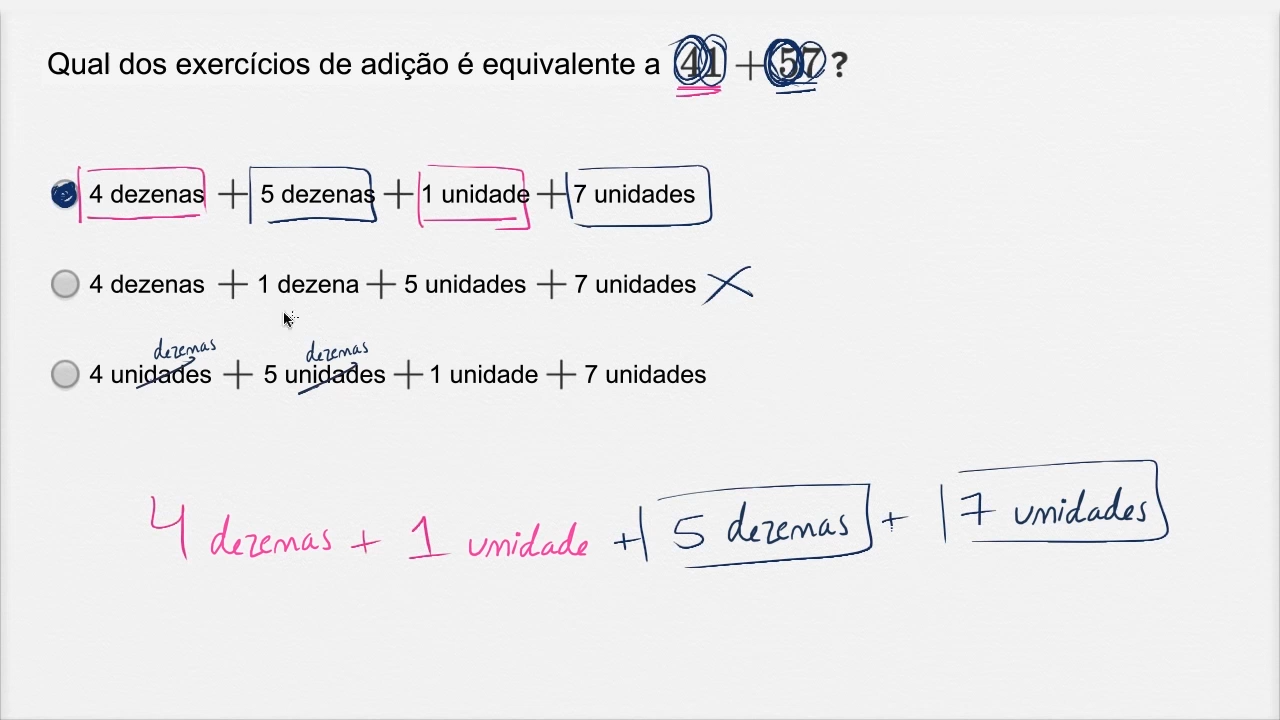 Qual dos exercícios de adição é equivalente a 41 + 57 ?
4 dezenas + 5 dezenas + 1 unidade + 7 unidades
4 dezenas + 1 dezena + 5 unidades + 7 unidades
dezenas dezenas
4 unidades + 5 unidades + 1 unidade + 7 unidades
4 dezenas + 1 unidade + 5 dezenas + 7 unidades